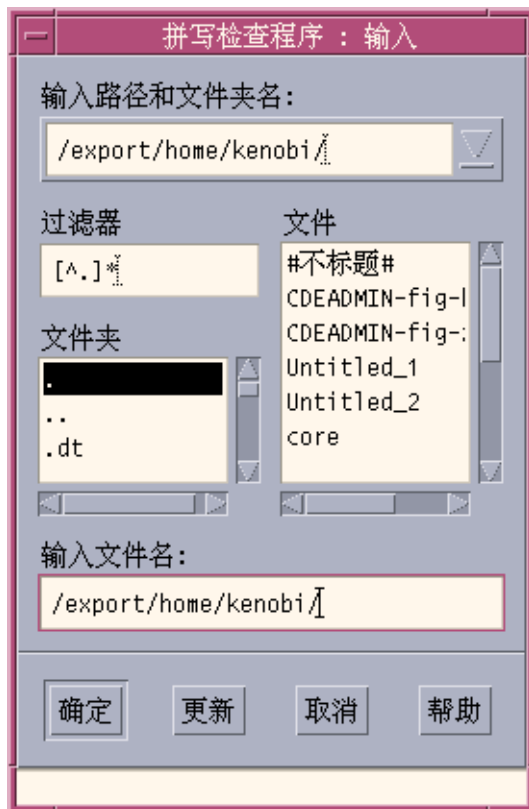 拼写检查程序 : 输入
输入路径和文件夹名:
/export/home/kenobi/
过滤器
[^.]*
文件夹
.
..
.dt
文件
#不标题#
CDEADMIN-fig-
CDEADMIN-fig-
Untitled_1
Untitled_2
core
输入文件名:
/export/home/kenobi/
确定
更新
取消
帮助